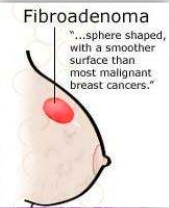 Fibroadenoma
"...sphere shaped,
with a smoother
surface than
most malignant
breast cancers."